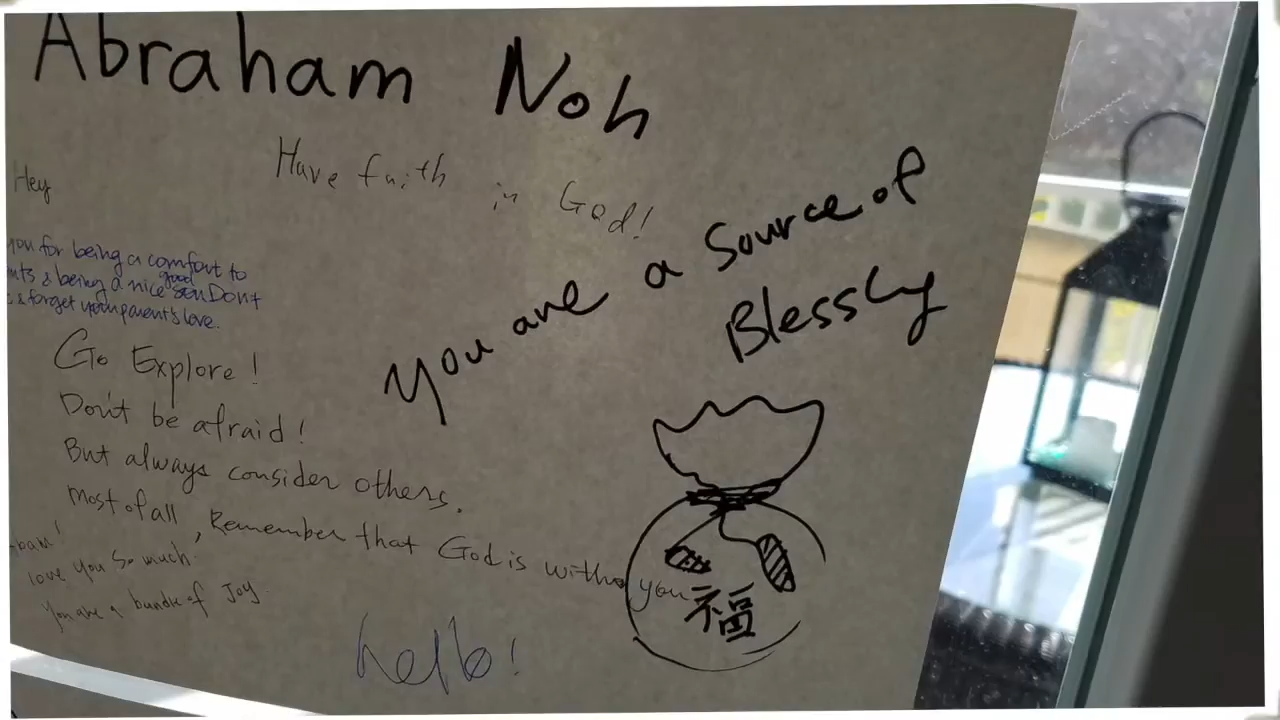 Abraham Noh
Have faith in God!
Hey
you for being a comfort to
nts & being a nice good son Don't
& forget your parents love.
You are a Source of
Blessing
Go Explore!
Don't be afraid!
But always consider others.
Most of all, Remember that God is with you
love you so much.
You are a bundle of Joy
福
hello!